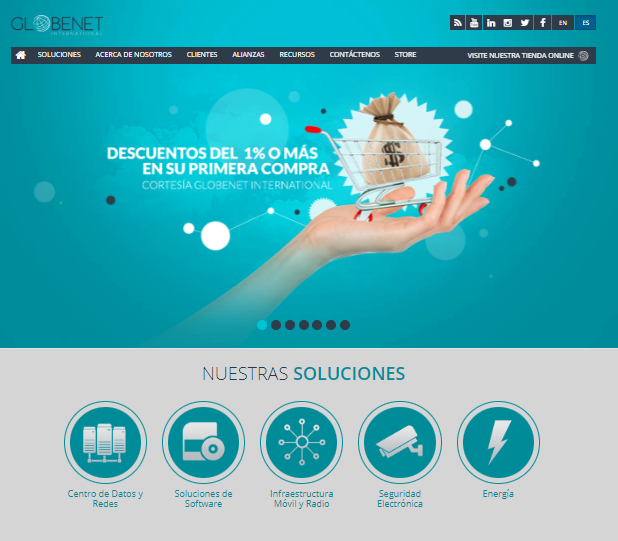 GLOBENET
INTERNATIONAL
EN ES
SOLUCIONES ACERCA DE NOSOTROS CLIENTES ALIANZAS RECURSOS CONTÁCTENOS STORE VISITE NUESTRA TIENDA ONLINE
DESCUENTOS DEL 1% O MÁS
EN SU PRIMERA COMPRA
CORTESÍA GLOBENET INTERNATIONAL
$
NUESTRAS SOLUCIONES
Centro de Datos y
Redes
Soluciones de
Software
Infraestructura
Móvil y Radio
Seguridad
Electrónica
Energía